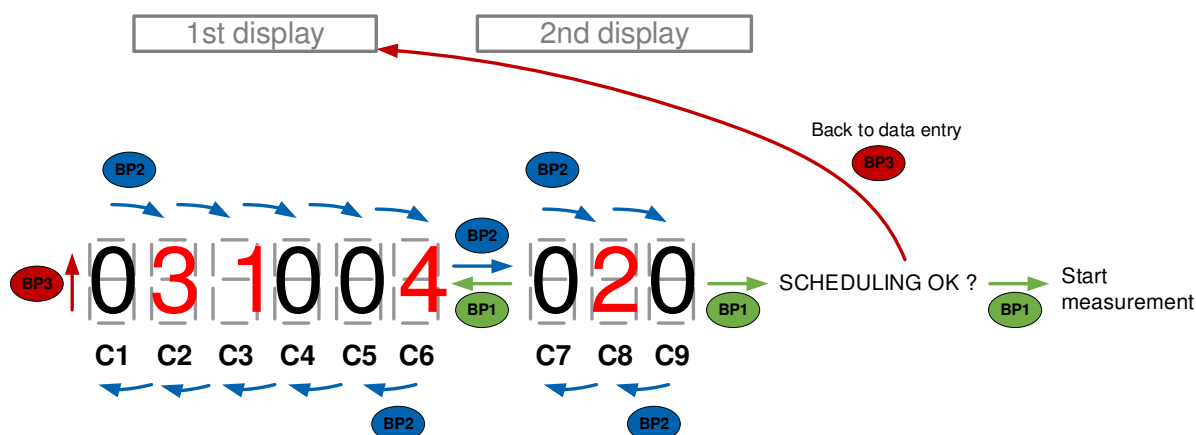 1st display 2nd display
Back to data entry
BP2 BP2 BP3
BP2
BP3 0 3 1 0 0 4 0 2 0 SCHEDULING OK ? Start
measurement
BP1 BP1 BP1
C1 C2 C3 C4 C5 C6 C7 C8 C9
BP2 BP2